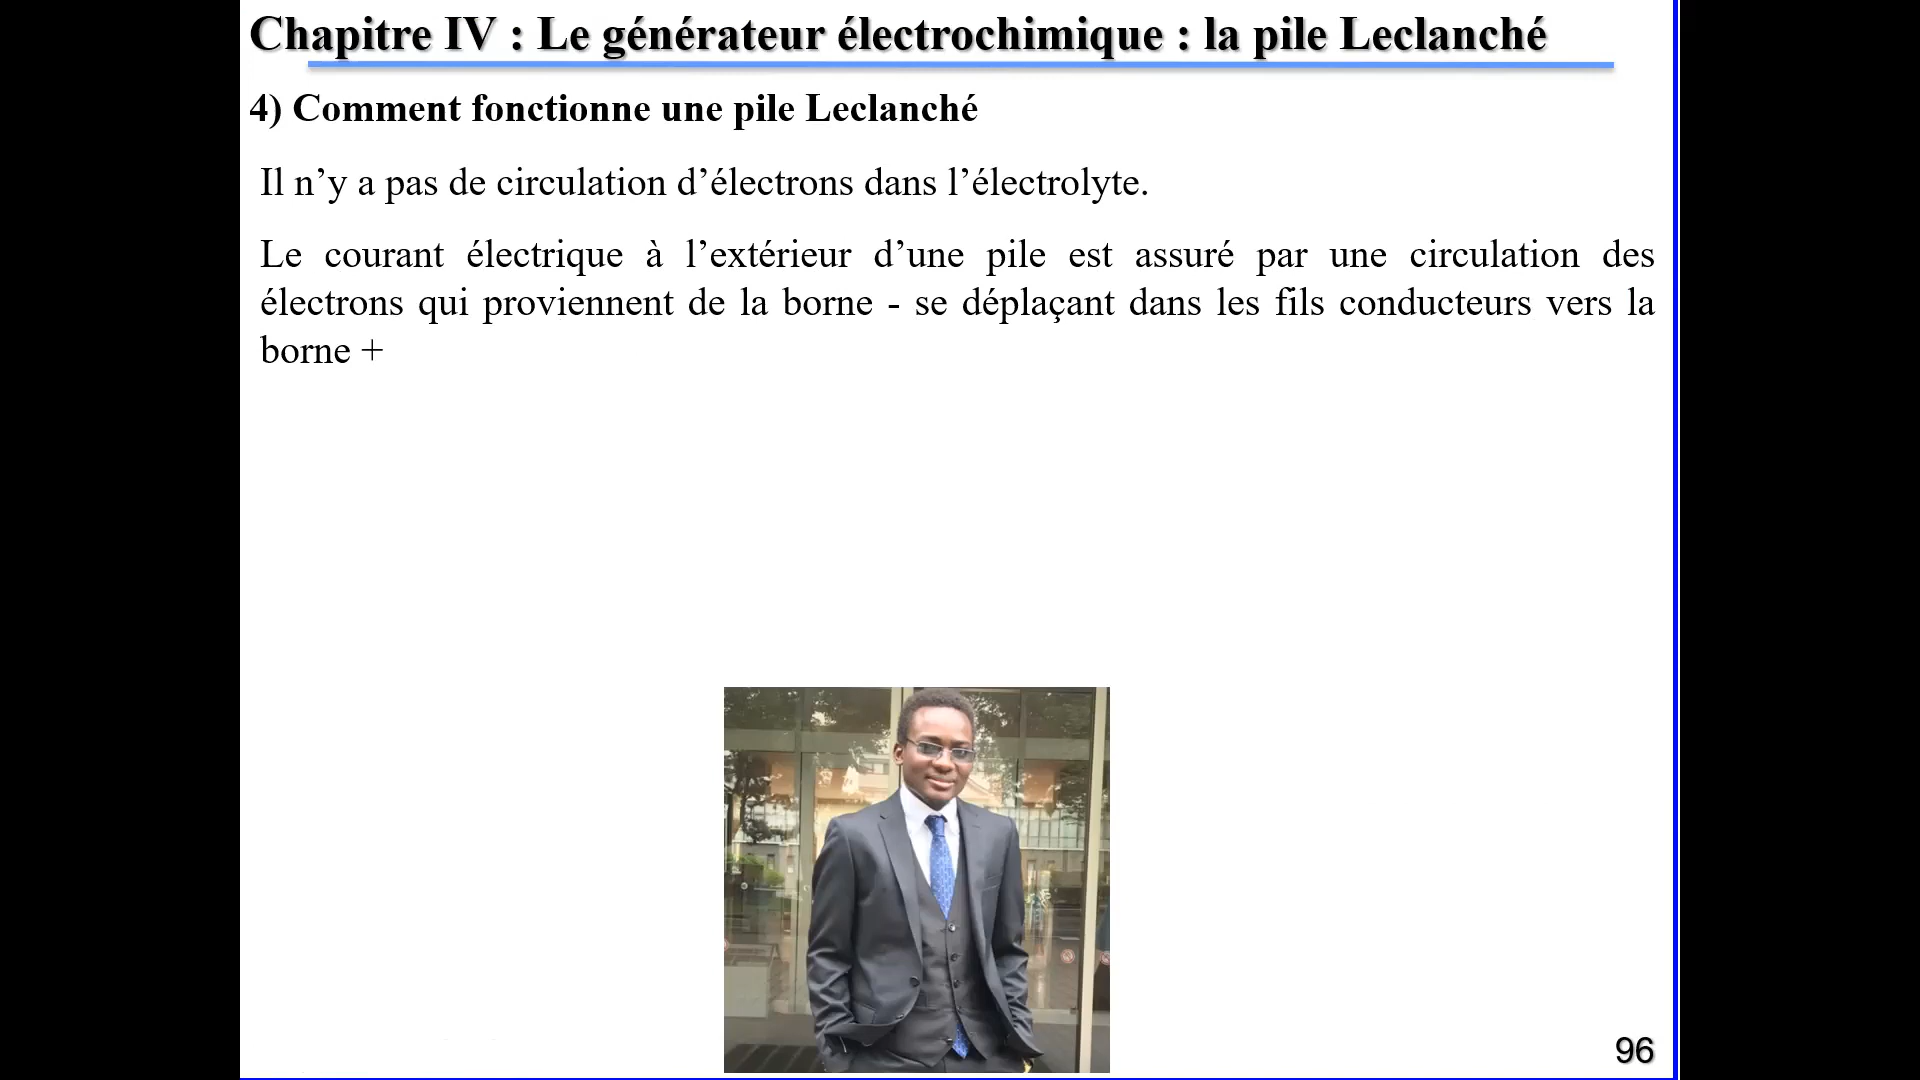 Chapitre IV : Le générateur électrochimique : la pile Leclanché
4) Comment fonctionne une pile Leclanché
Il n’y a pas de circulation d’électrons dans l’électrolyte.
Le courant électrique à l’extérieur d’une pile est assuré par une circulation des
électrons qui proviennent de la borne - se déplaçant dans les fils conducteurs vers la
borne +
96